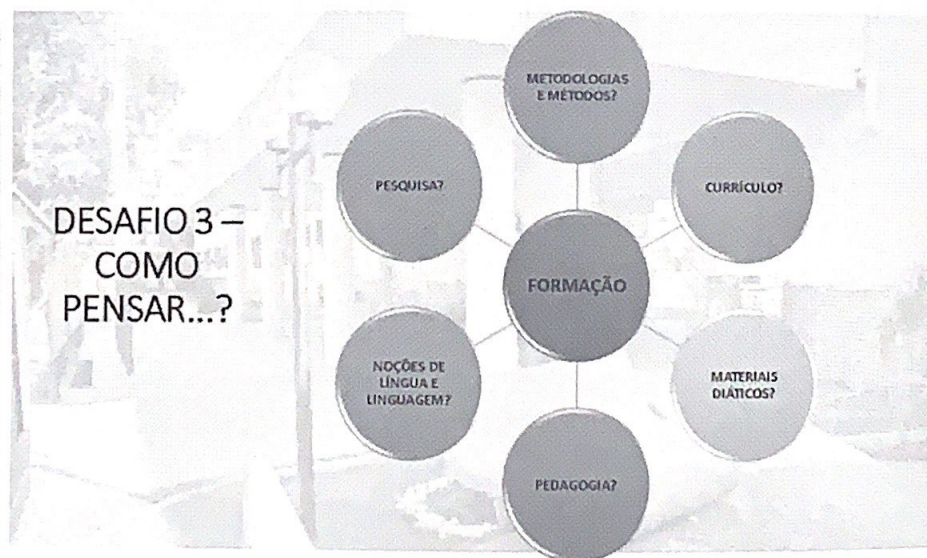 DESAFIO 3 –
COMO
PENSAR...?
METODOLOGIAS
E MÉTODOS?
CURRÍCULO?
MATERIAIS
DIÁTICOS?
PEDAGOGIA?
NOÇÕES DE
LÍNGUA E
LINGUAGEM?
PESQUISA?
FORMAÇÃO